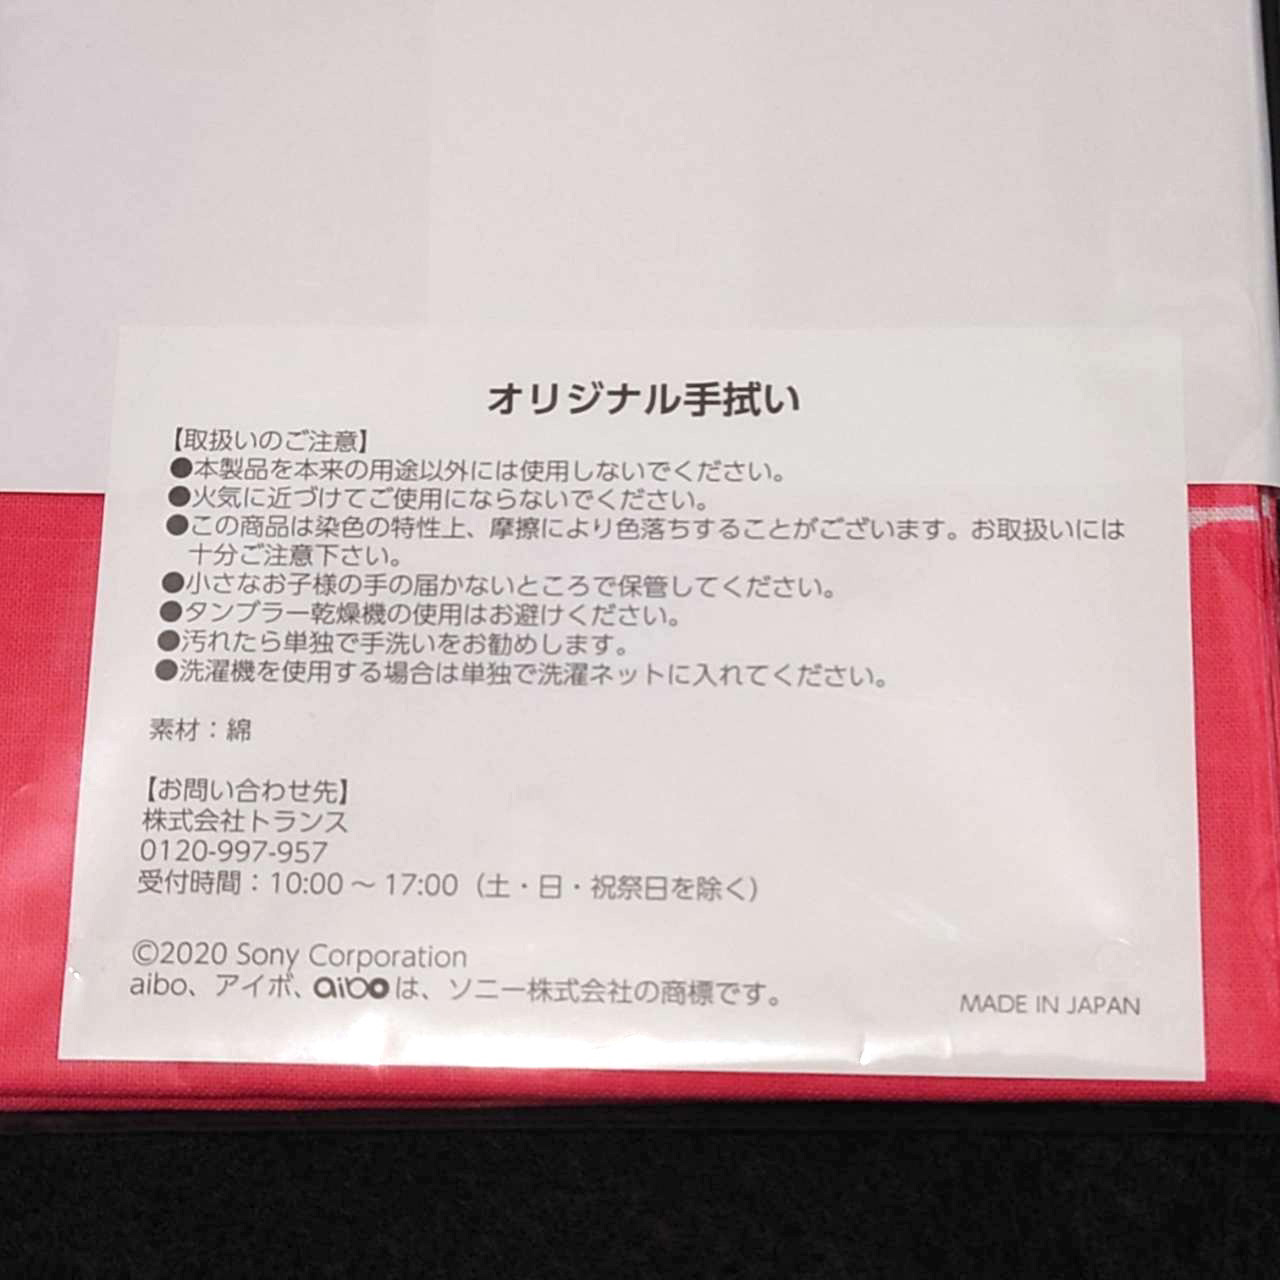 オリジナル手拭い
【取扱いのご注意】
●本製品を本来の用途以外には使用しないでください。
●火気に近づけてご使用にならないでください。
●この商品は染色の特性上、摩擦により色落ちすることがございます。お取扱いには
十分ご注意下さい。
●小さなお子様の手の届かないところで保管してください。
●タンブラー乾燥機の使用はお避けください。
●汚れたら単独で手洗いをお勧めします。
●洗濯機を使用する場合は単独で洗濯ネットに入れてください。
素材：綿
【お問い合わせ先】
株式会社トランス
0120-997-957
受付時間：10:00 ～ 17:00（土・日・祝祭日を除く）
©2020 Sony Corporation
aibo、アイボ、aiboは、ソニー株式会社の商標です。
MADE IN JAPAN